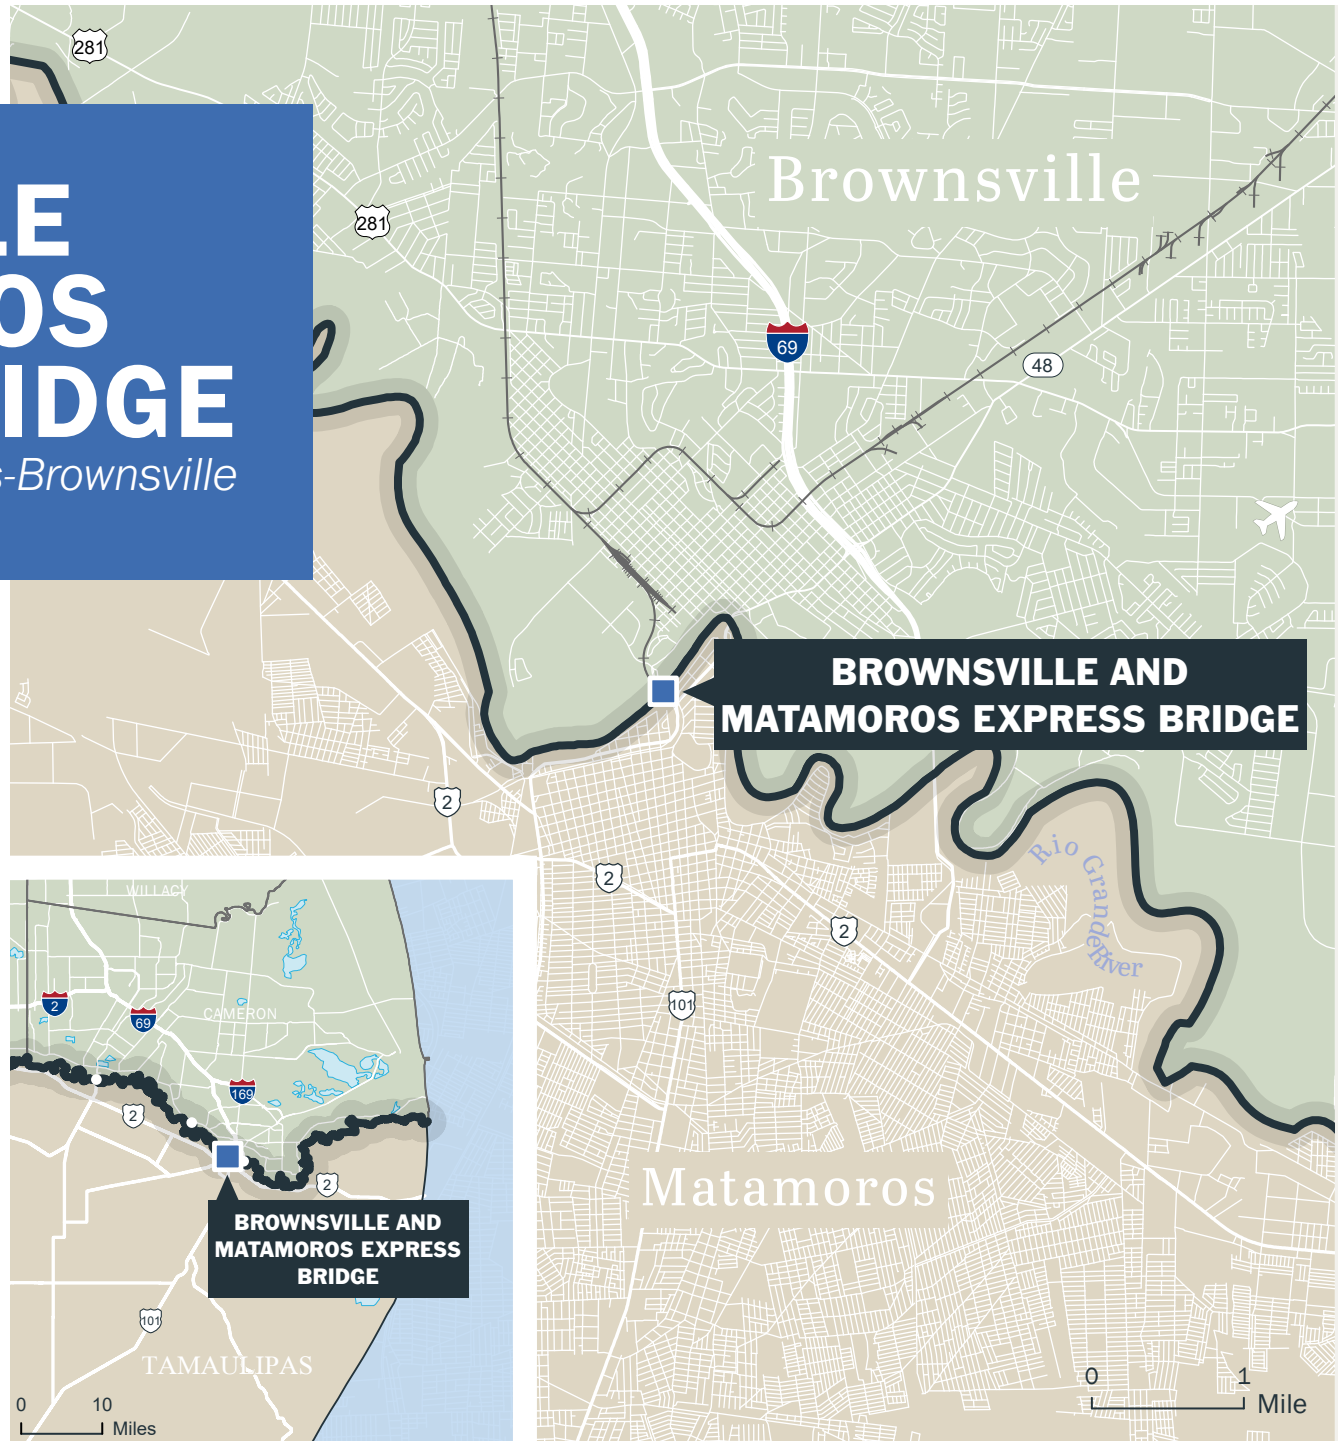 281
281
LE
OS
IDGE
s-Brownsville
Brownsville
69
48
BROWNSVILLE AND
MATAMOROS EXPRESS BRIDGE
2
2
2
Rio Grande River
101
Matamoros
0 1
Mile
WILLACY
2
69
CAMERON
169
2
2
BROWNSVILLE AND
MATAMOROS EXPRESS
BRIDGE
101
TAMAULIPAS
0 10
Miles